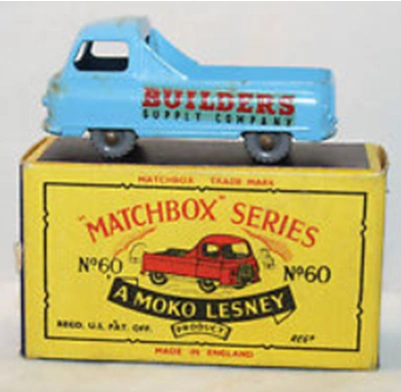 BUILDERS
SUPPLY COMPANY
MATCHBOX TRADE MARK
"MATCHBOX" SERIES
Nº60 Nº60
A MOKO LESNEY
PRODUCT
REGD. U.S. PAT. OFF. REGD
MADE IN ENGLAND